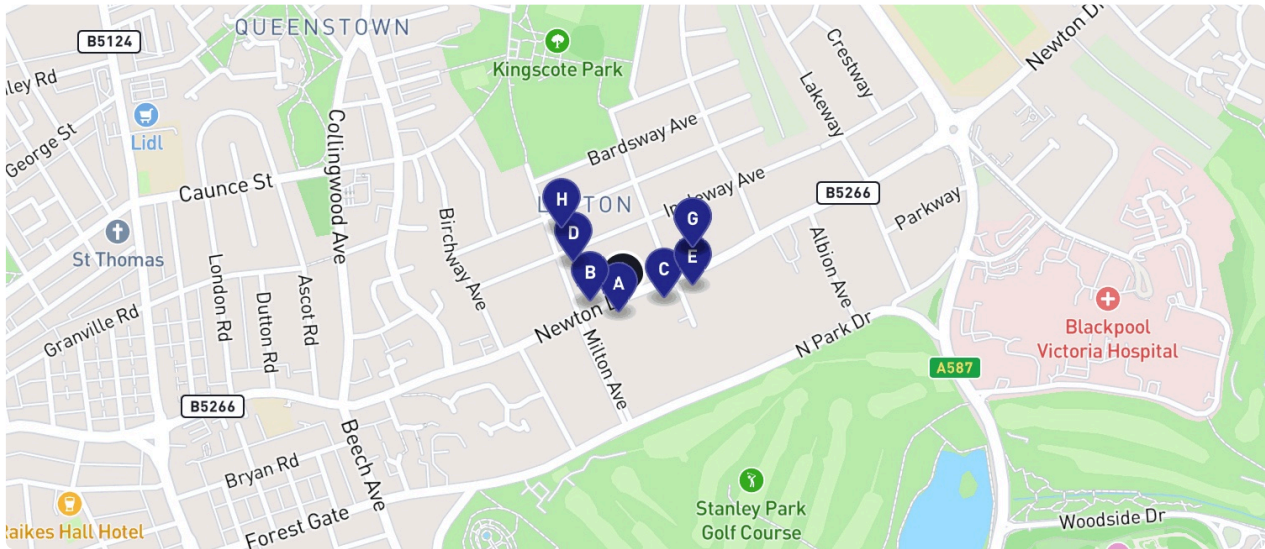 QUEENSTOWN
B5124
Kingscote Park
Crestway
Newton Dr
ley Rd
Lakeway
George St
Lidl
Collingwood Ave
Bardsway Ave
Caunce St
H
B5266
G
Parkway
D
St Thomas
Birchway Ave
E
B
A
C
Albion Ave
London Rd
Ascot Rd
Dutton Rd
Granville Rd
Newton
Milton Ave
N Park Dr
Blackpool
Victoria Hospital
A587
B5266
Beech Ave
Bryan Rd
Stanley Park
Golf Course
Raikes Hall Hotel
Forest Gate
Woodside Dr